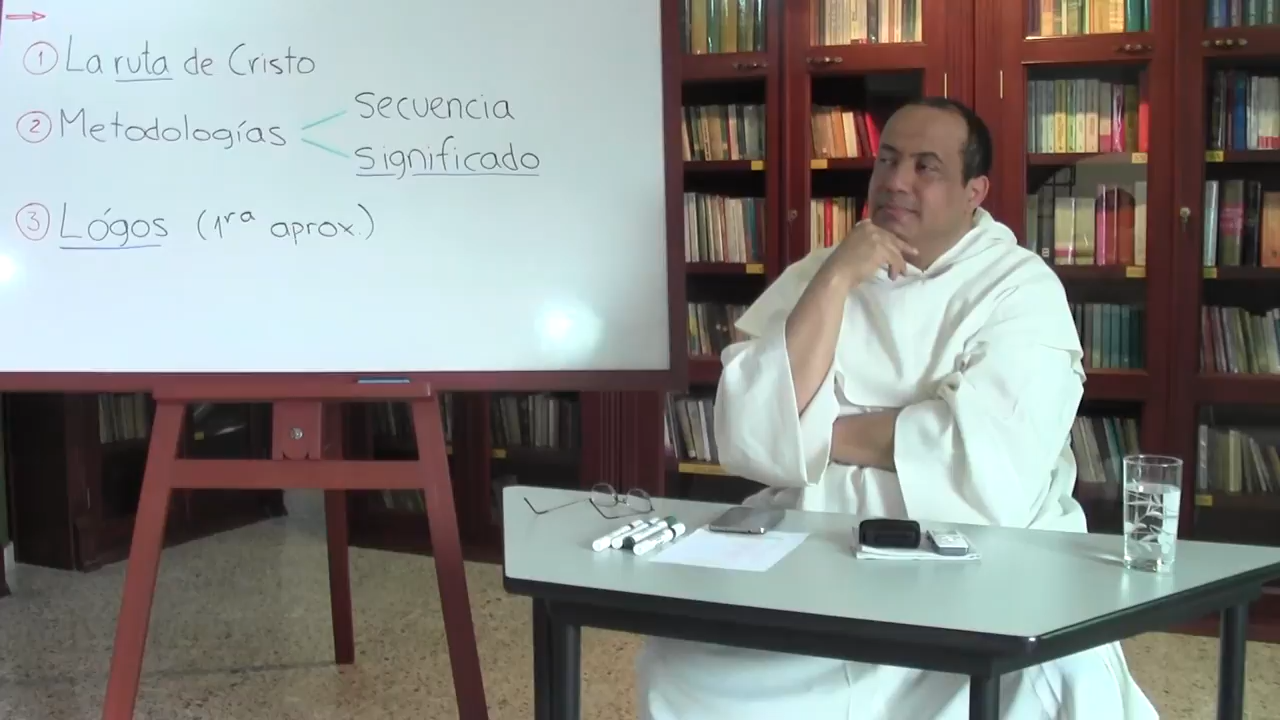 1 La ruta de Cristo
2 Metodologías
Secuencia
Significado
3 Lógos (1ra aprox.)